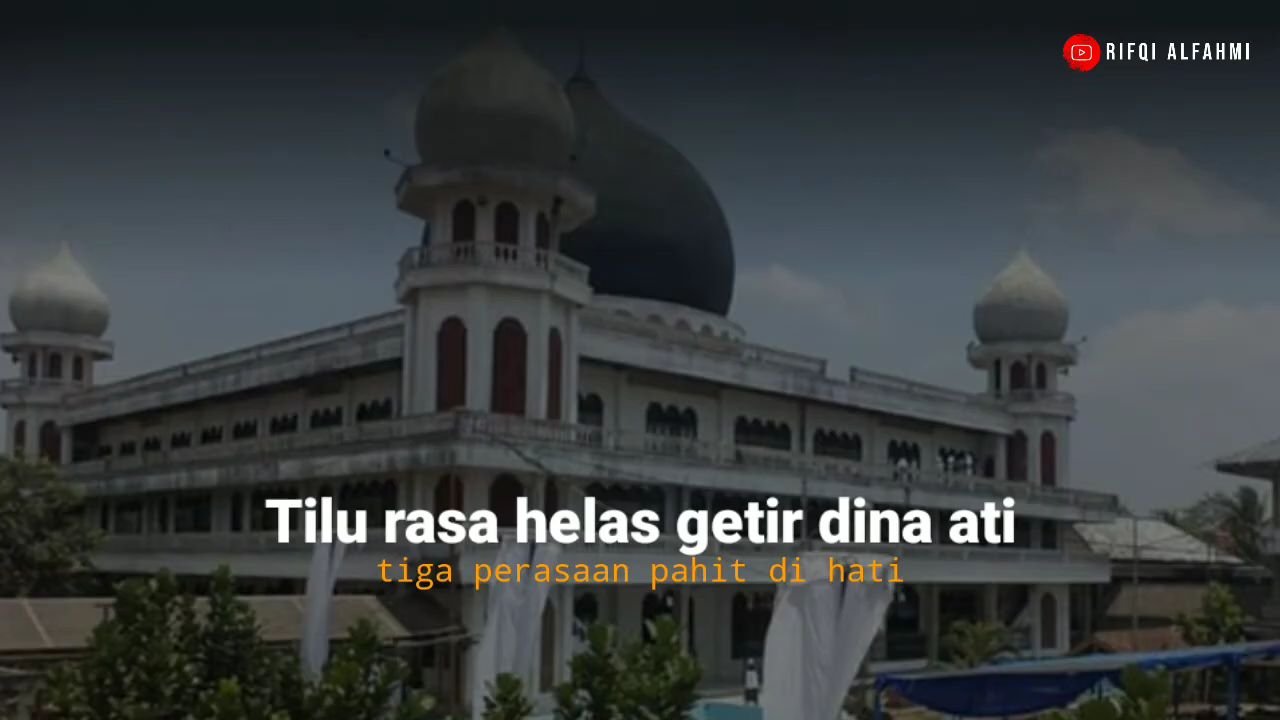 RIFQI ALFAHMI
Tilu rasa helas getir dina ati
tiga perasaan pahit di hati